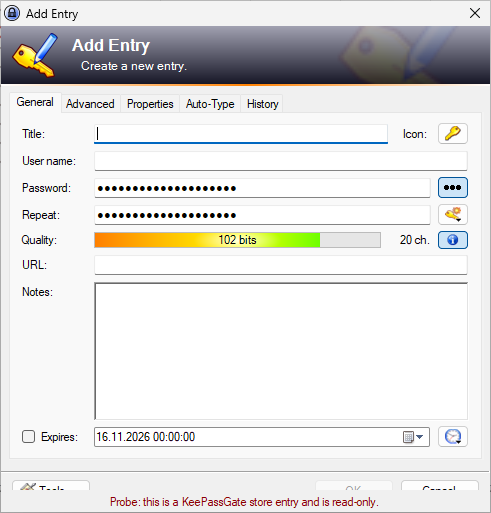 Add Entry
Add Entry
Create a new entry.
General Advanced Properties Auto-Type History
Title: Icon:
User name:
Password: ●●●●●●●●●●●●●●●●●●●●
Repeat: ●●●●●●●●●●●●●●●●●●●●
Quality: 102 bits 20 ch.
URL:
Notes:
Expires: 16.11.2026 00:00:00
Tools OK Cancel
Probe: this is a KeePassGate store entry and is read-only.